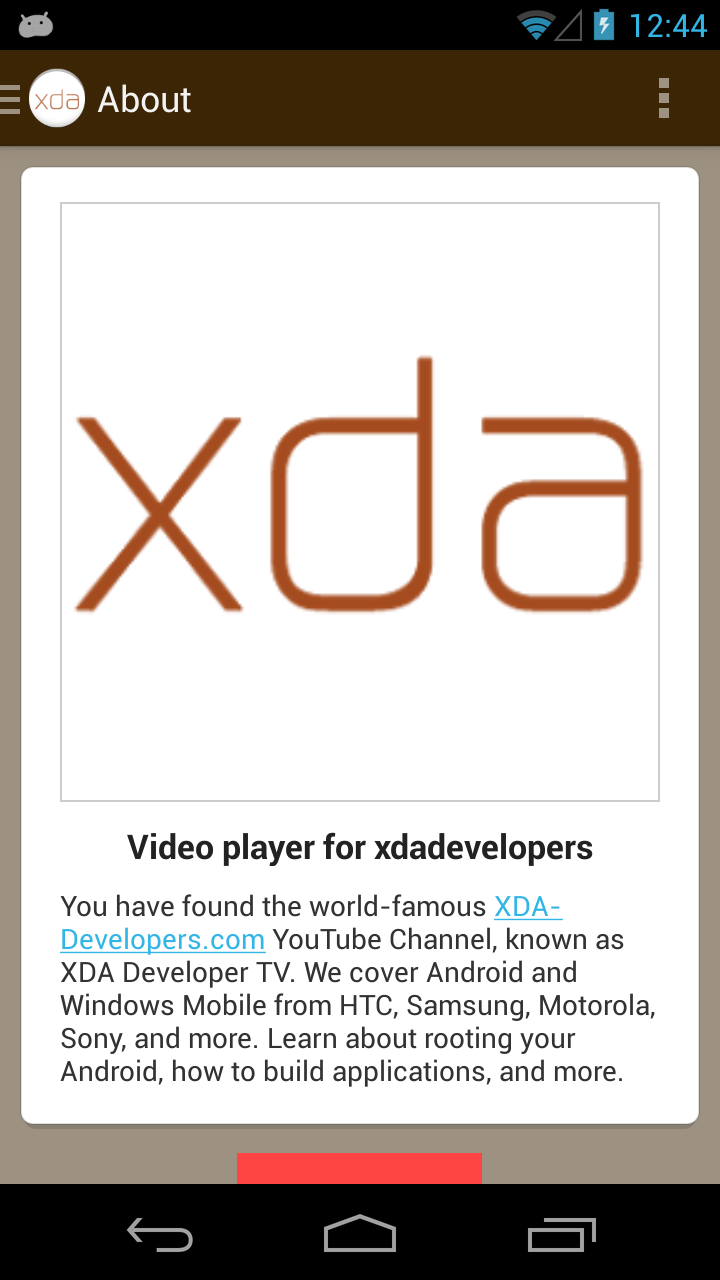 12:44
xda About
xda
Video player for xdadevelopers
You have found the world-famous XDA-
Developers.com YouTube Channel, known as
XDA Developer TV. We cover Android and
Windows Mobile from HTC, Samsung, Motorola,
Sony, and more. Learn about rooting your
Android, how to build applications, and more.